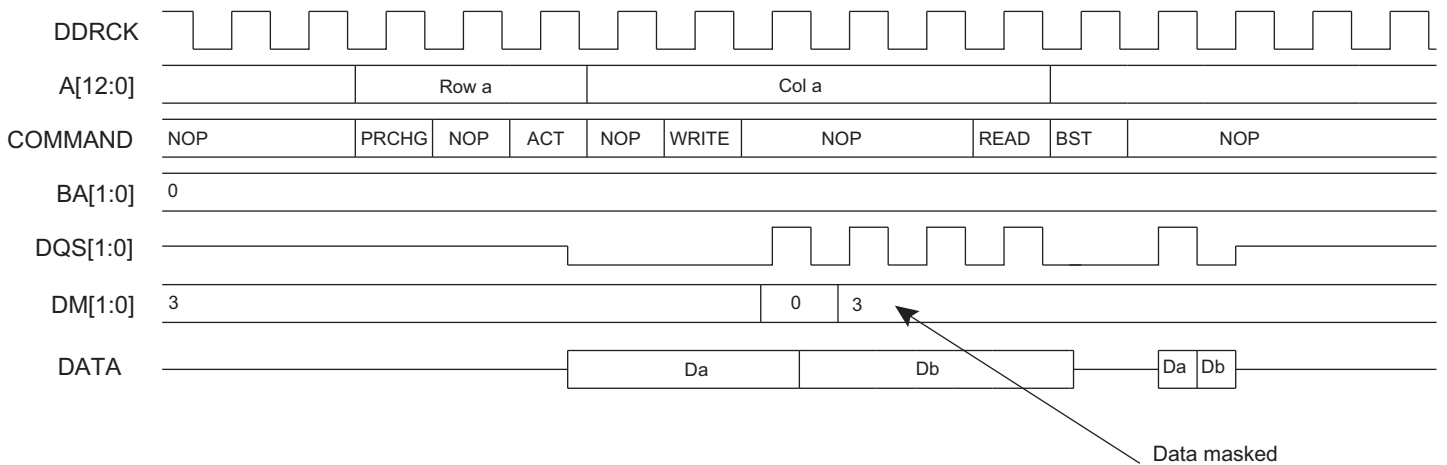 DDRCK
A[12:0] Row a Col a
COMMAND NOP PRCHG NOP ACT NOP WRITE NOP READ BST NOP
BA[1:0] 0
DQS[1:0]
DM[1:0] 3 0 3
DATA Da Db Da Db
Data masked